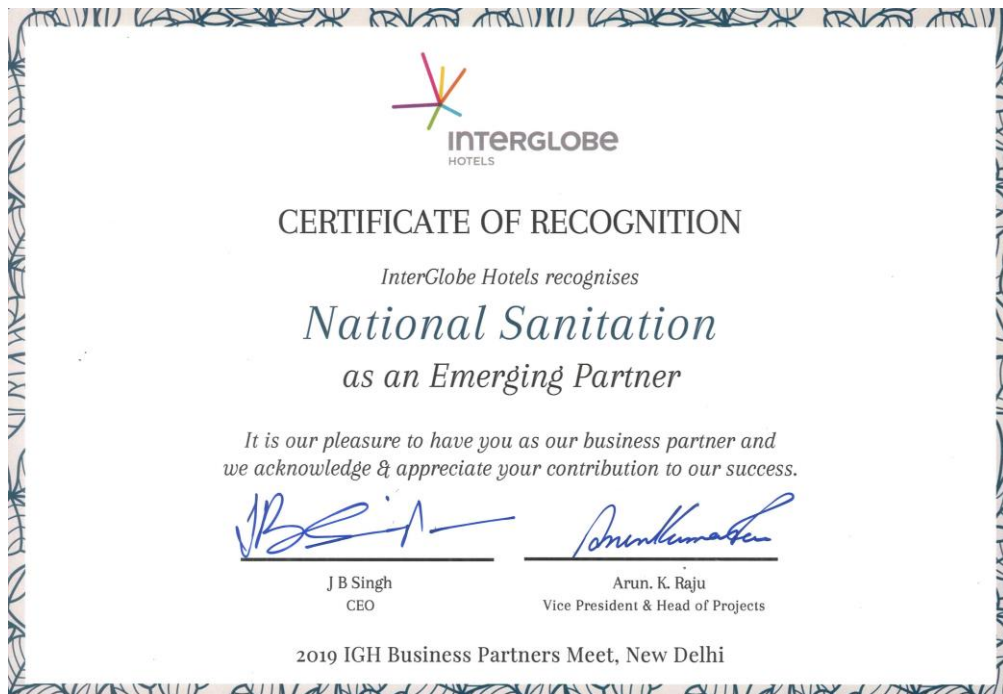 INTERGLOBE
HOTELS
CERTIFICATE OF RECOGNITION
InterGlobe Hotels recognises
National Sanitation
as an Emerging Partner
It is our pleasure to have you as our business partner and
we acknowledge & appreciate your contribution to our success.
J B Singh
Arun. K. Raju
CEO
Vice President & Head of Projects
2019 IGH Business Partners Meet, New Delhi